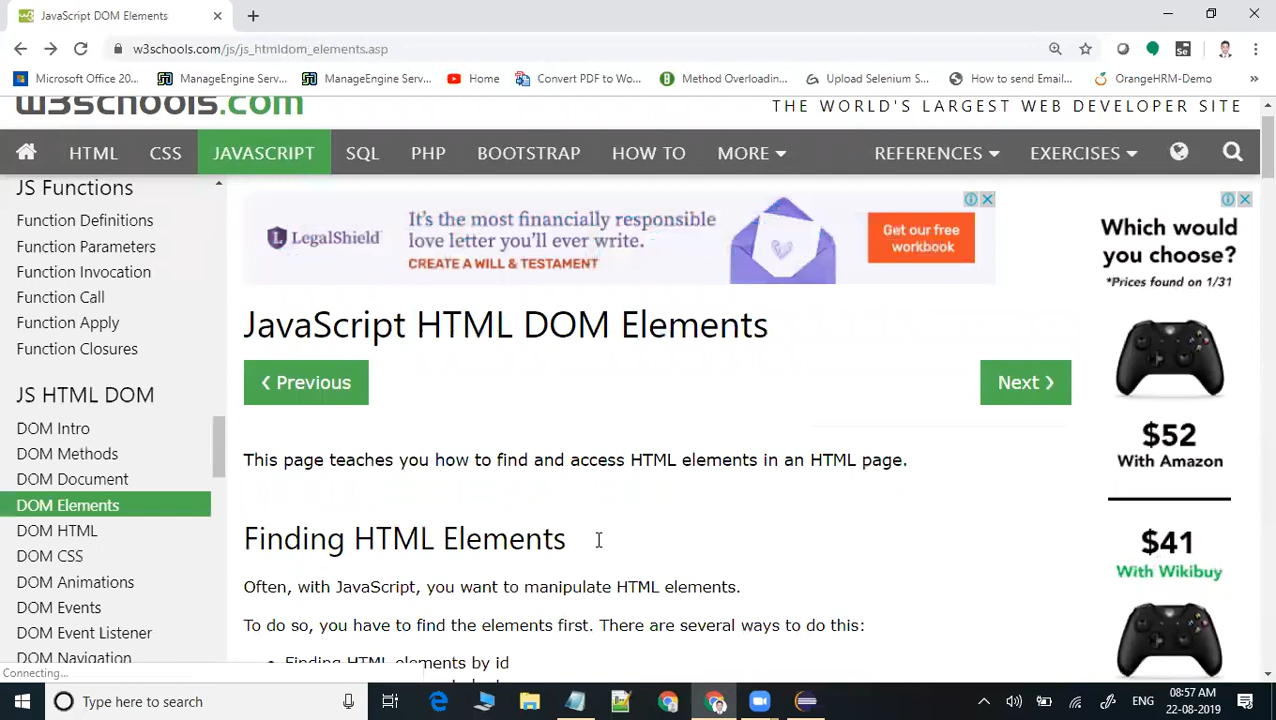 JavaScript DOM Elements
w3schools.com/js/js_htmldom_elements.asp
Microsoft Office 20...
ManageEngine Serv...
ManageEngine Serv...
Home
Convert PDF to Wo...
Method Overloadin...
Upload Selenium S...
How to send Email...
OrangeHRM-Demo
w3schools.com
THE WORLD'S LARGEST WEB DEVELOPER SITE
HTML
CSS
JAVASCRIPT
SQL
PHP
BOOTSTRAP
HOW TO
MORE
REFERENCES
EXERCISES
JS Functions
Function Definitions
Function Parameters
Function Invocation
Function Call
Function Apply
Function Closures
JS HTML DOM
DOM Intro
DOM Methods
DOM Document
DOM Elements
DOM HTML
DOM CSS
DOM Animations
DOM Events
DOM Event Listener
DOM Navigation
LegalShield
It's the most financially responsible
love letter you'll ever write.
CREATE A WILL & TESTAMENT
Get our free
workbook
JavaScript HTML DOM Elements
❮ Previous
Next ❯
This page teaches you how to find and access HTML elements in an HTML page.
Finding HTML Elements
Often, with JavaScript, you want to manipulate HTML elements.
To do so, you have to find the elements first. There are several ways to do this:
• Finding HTML elements by id
Which would
you choose?
*Prices found on 1/31
$52
With Amazon
$41
With Wikibuy
Connecting...
Type here to search
ENG
08:57 AM
22-08-2019